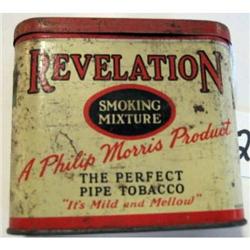 REVELATION
SMOKING
MIXTURE
A Philip Morris Product
THE PERFECT
PIPE TOBACCO
"It's Mild and Mellow"